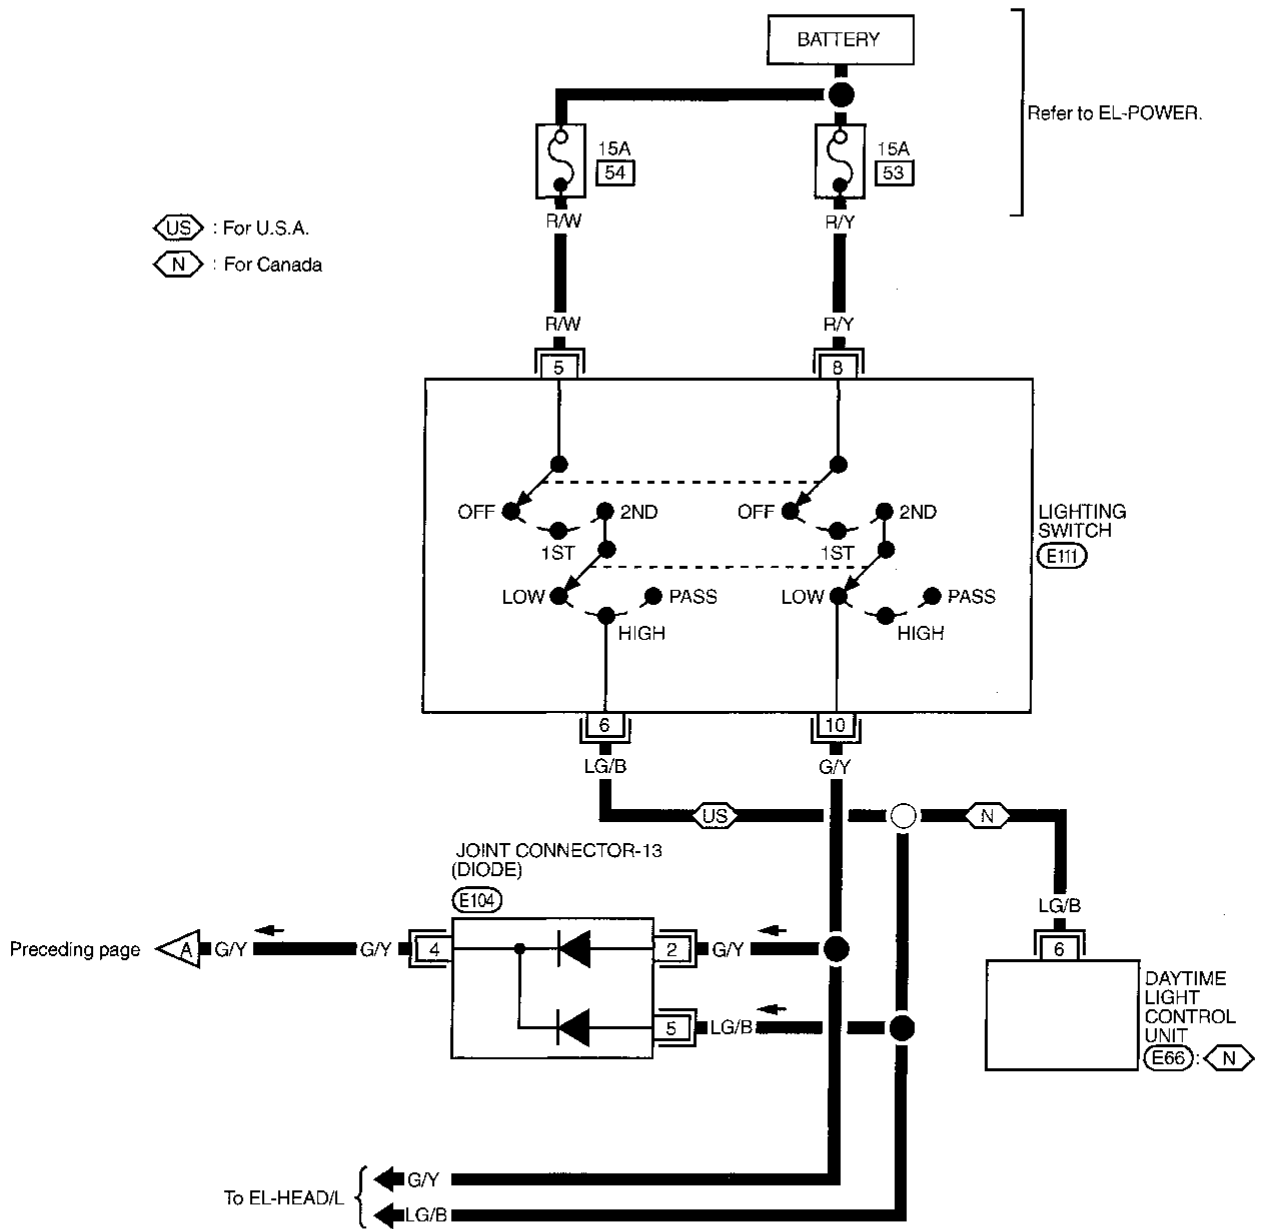 BATTERY
Refer to EL-POWER.
15A
54
15A
53
R/W
R/Y
US : For U.S.A.
N : For Canada
R/W
R/Y
5
8
OFF
2ND
1ST
OFF
2ND
1ST
LIGHTING
SWITCH
E111
LOW
PASS
HIGH
LOW
PASS
HIGH
6
10
LG/B
G/Y
US
N
JOINT CONNECTOR-13
(DIODE)
E104
LG/B
Preceding page
A
G/Y
G/Y
4
2
G/Y
6
5
LG/B
DAYTIME
LIGHT
CONTROL
UNIT
E66 : N
To EL-HEAD/L
G/Y
LG/B